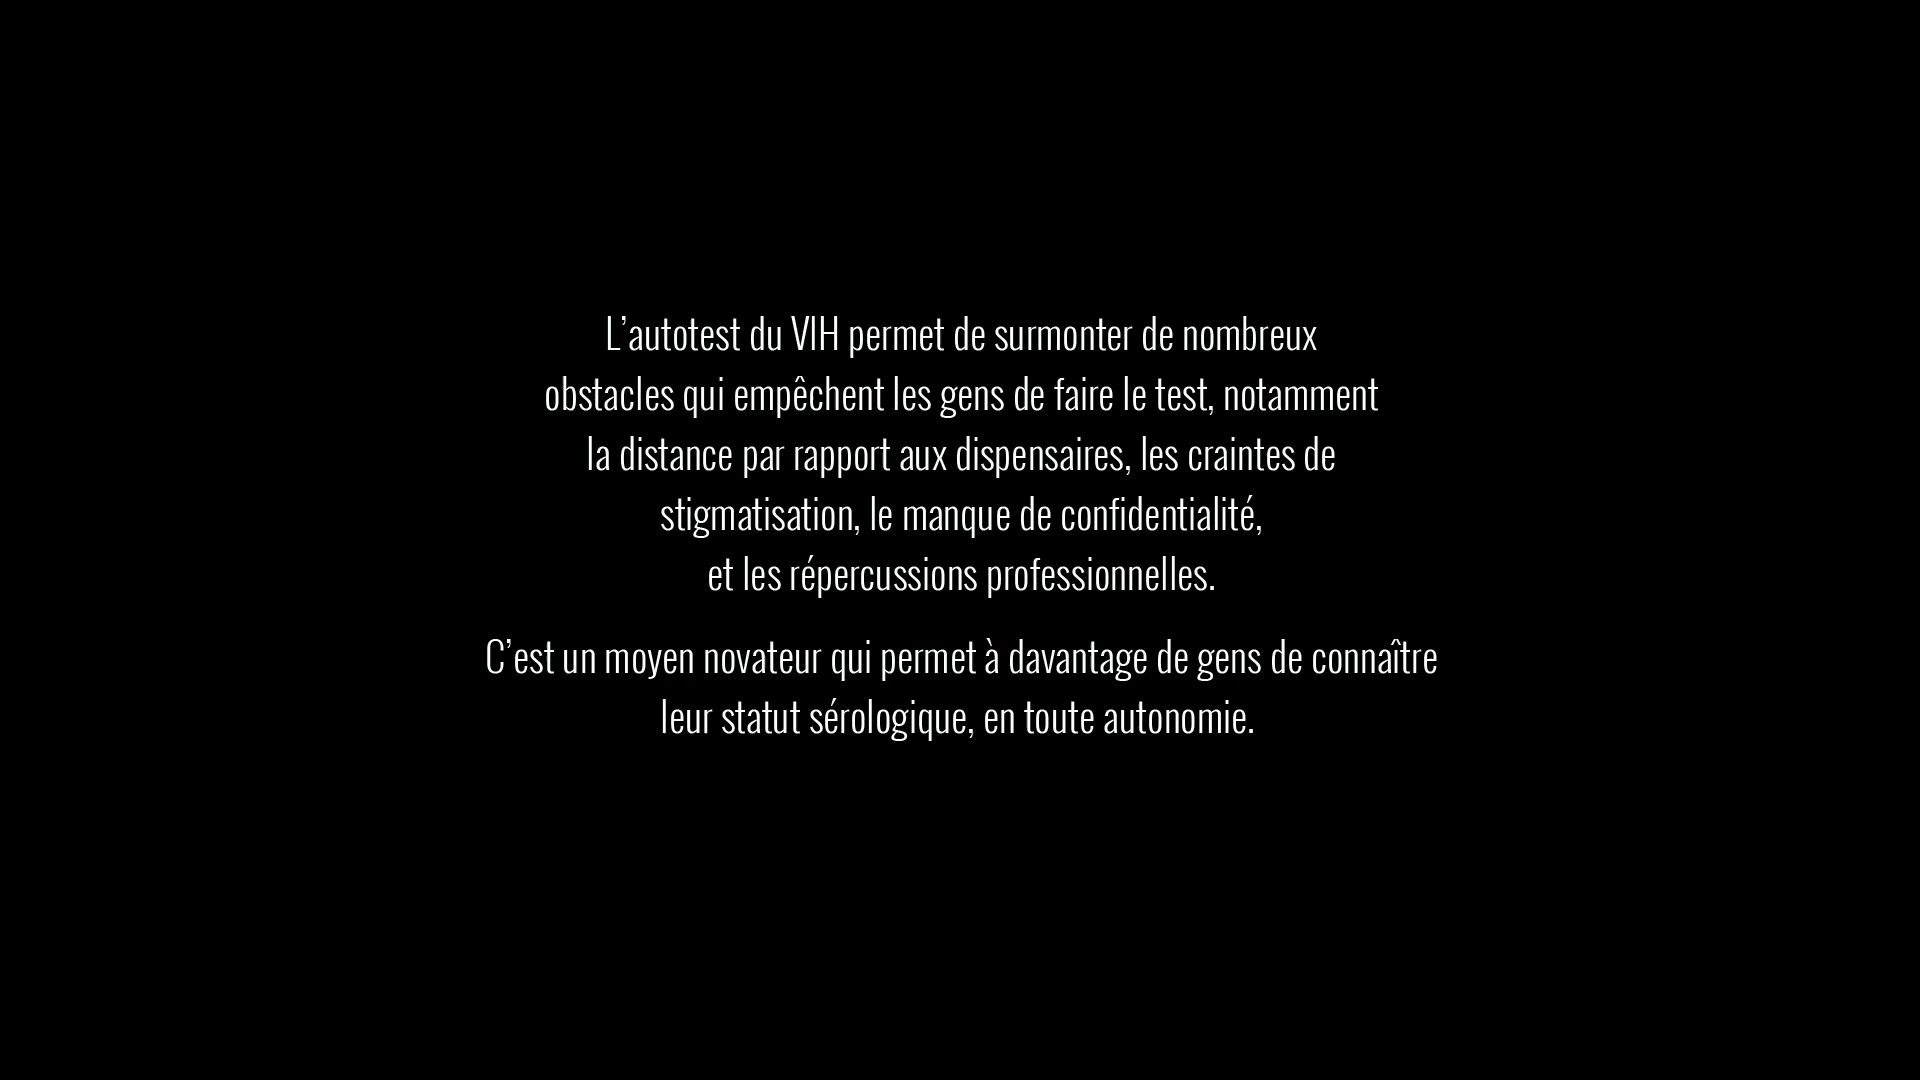 L’autotest du VIH permet de surmonter de nombreux
obstacles qui empêchent les gens de faire le test, notamment
la distance par rapport aux dispensaires, les craintes de
stigmatisation, le manque de confidentialité,
et les répercussions professionnelles.
C’est un moyen novateur qui permet à davantage de gens de connaître
leur statut sérologique, en toute autonomie.